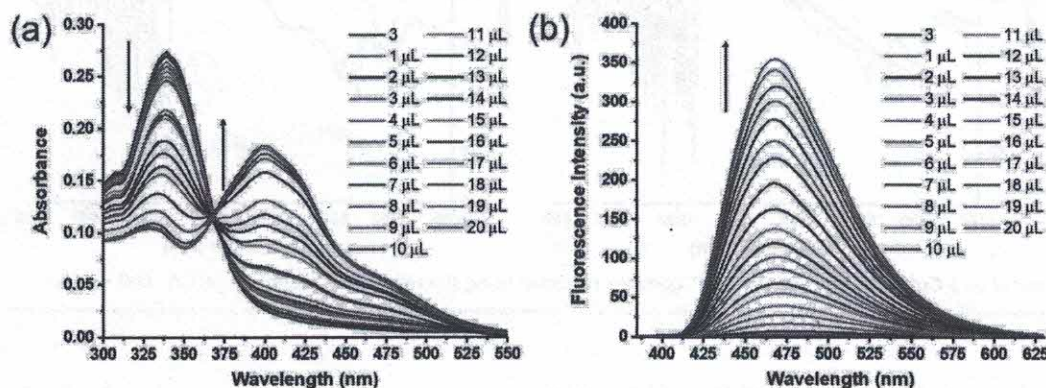 (a)
Absorbance
0.30
0.25
0.20
0.15
0.10
0.05
0.00
300 325 350 375 400 425 450 475 500 525 550
Wavelength (nm)
3 11 μL
1 μL 12 μL
2 μL 13 μL
3 μL 14 μL
4 μL 15 μL
5 μL 16 μL
6 μL 17 μL
7 μL 18 μL
8 μL 19 μL
9 μL 20 μL
10 μL
(b)
Fluorescence Intensity (a.u.)
400
350
300
250
200
150
100
50
0
400 425 450 475 500 525 550 575 600 625
Wavelength (nm)
3 11 μL
1 μL 12 μL
2 μL 13 μL
3 μL 14 μL
4 μL 15 μL
5 μL 16 μL
6 μL 17 μL
7 μL 18 μL
8 μL 19 μL
9 μL 20 μL
10 μL